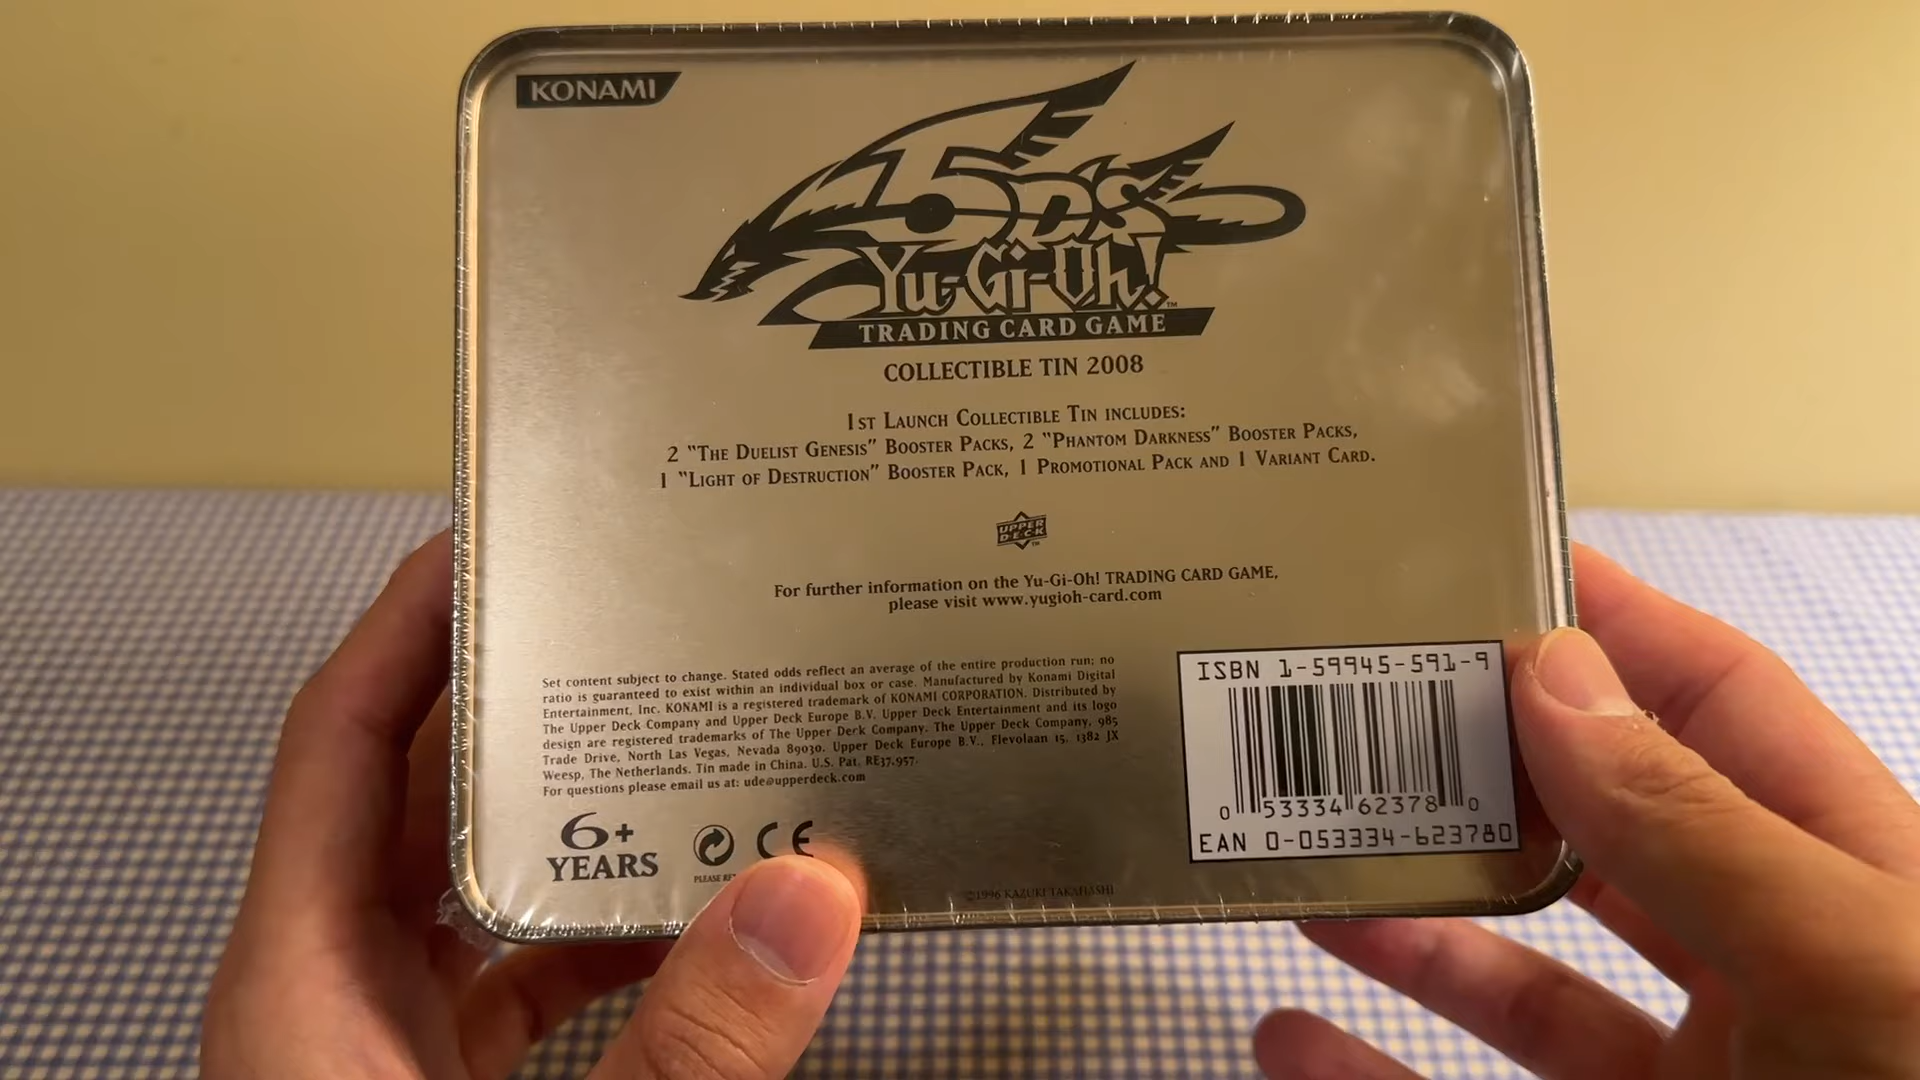 KONAMI
5D's
Yu-Gi-Oh!™
TRADING CARD GAME
COLLECTIBLE TIN 2008
1st Launch Collectible Tin includes:
2 "The Duelist Genesis" Booster Packs, 2 "Phantom Darkness" Booster Packs,
1 "Light of Destruction" Booster Pack, 1 Promotional Pack and 1 Variant Card.
UPPER
DECK™
For further information on the Yu-Gi-Oh! TRADING CARD GAME,
please visit www.yugioh-card.com
Set content subject to change. Stated odds reflect an average of the entire production run; no
ratio is guaranteed to exist within an individual box or case. Manufactured by Konami Digital
Entertainment, Inc. KONAMI is a registered trademark of KONAMI CORPORATION. Distributed by
The Upper Deck Company and Upper Deck Europe B.V. Upper Deck Entertainment and its logo
design are registered trademarks of The Upper Deck Company. The Upper Deck Company, 985
Trade Drive, North Las Vegas, Nevada 89030. Upper Deck Europe B.V., Flevolaan 15, 1382 JX
Weesp, The Netherlands. Tin made in China. U.S. Pat. RE37,957.
For questions please email us at: ude@upperdeck.com
ISBN 1-59945-591-9
0 53334 62378 0
EAN 0-053334-623780
6+
YEARS
CE
PLEASE
©1996 KAZUKI TAKAHASHI